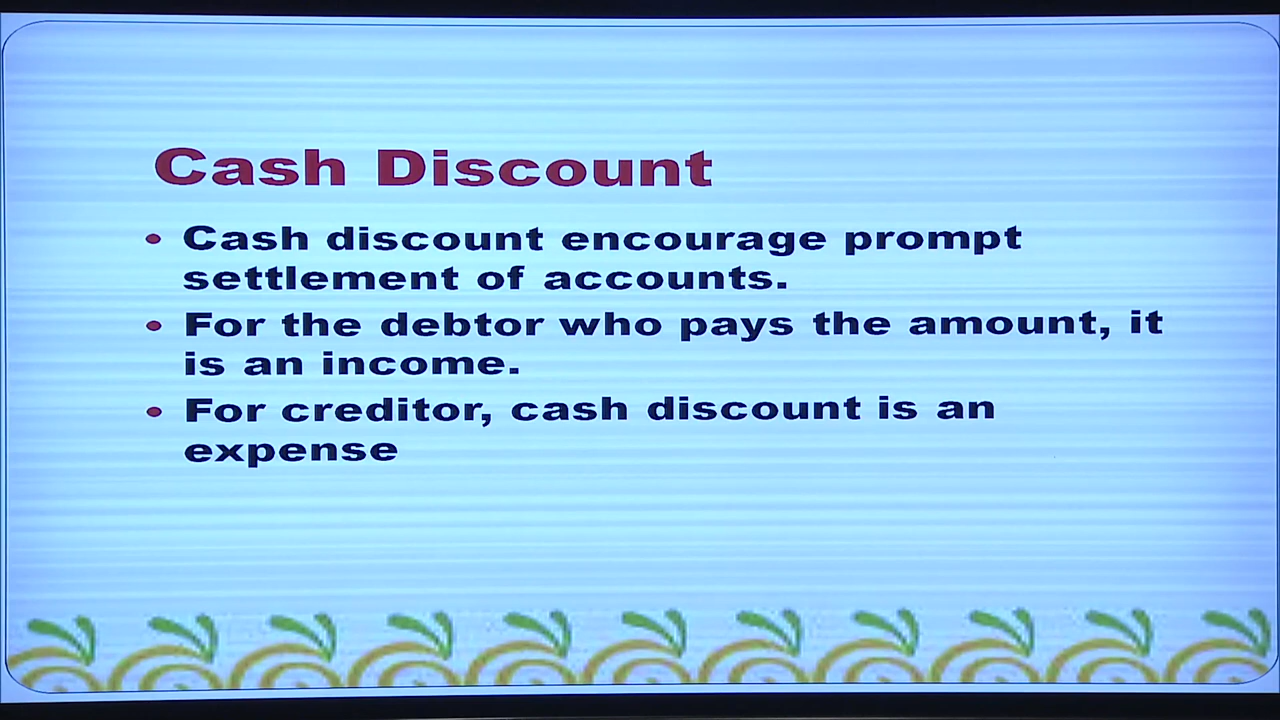 Cash Discount
• Cash discount encourage prompt
settlement of accounts.
• For the debtor who pays the amount, it
is an income.
• For creditor, cash discount is an
expense